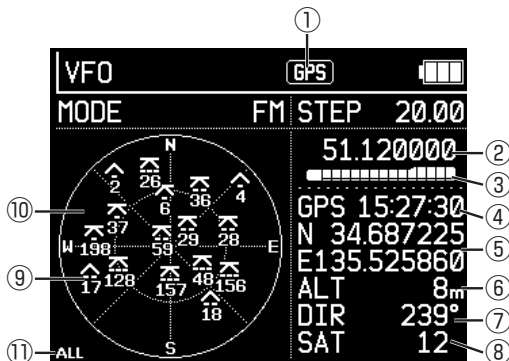 ①
VFO GPS
MODE FM STEP 20.00
51.120000 ②
③
GPS 15:27:30 ④
N 34.687225
E135.525860 ⑤
ALT 8m ⑥
DIR 239° ⑦
SAT 12 ⑧
N
2 26 36 4
6
⑩ 37
29 28
W 198 59 E
⑨ 17 128 48 156
157
18
S
⑪ ALL